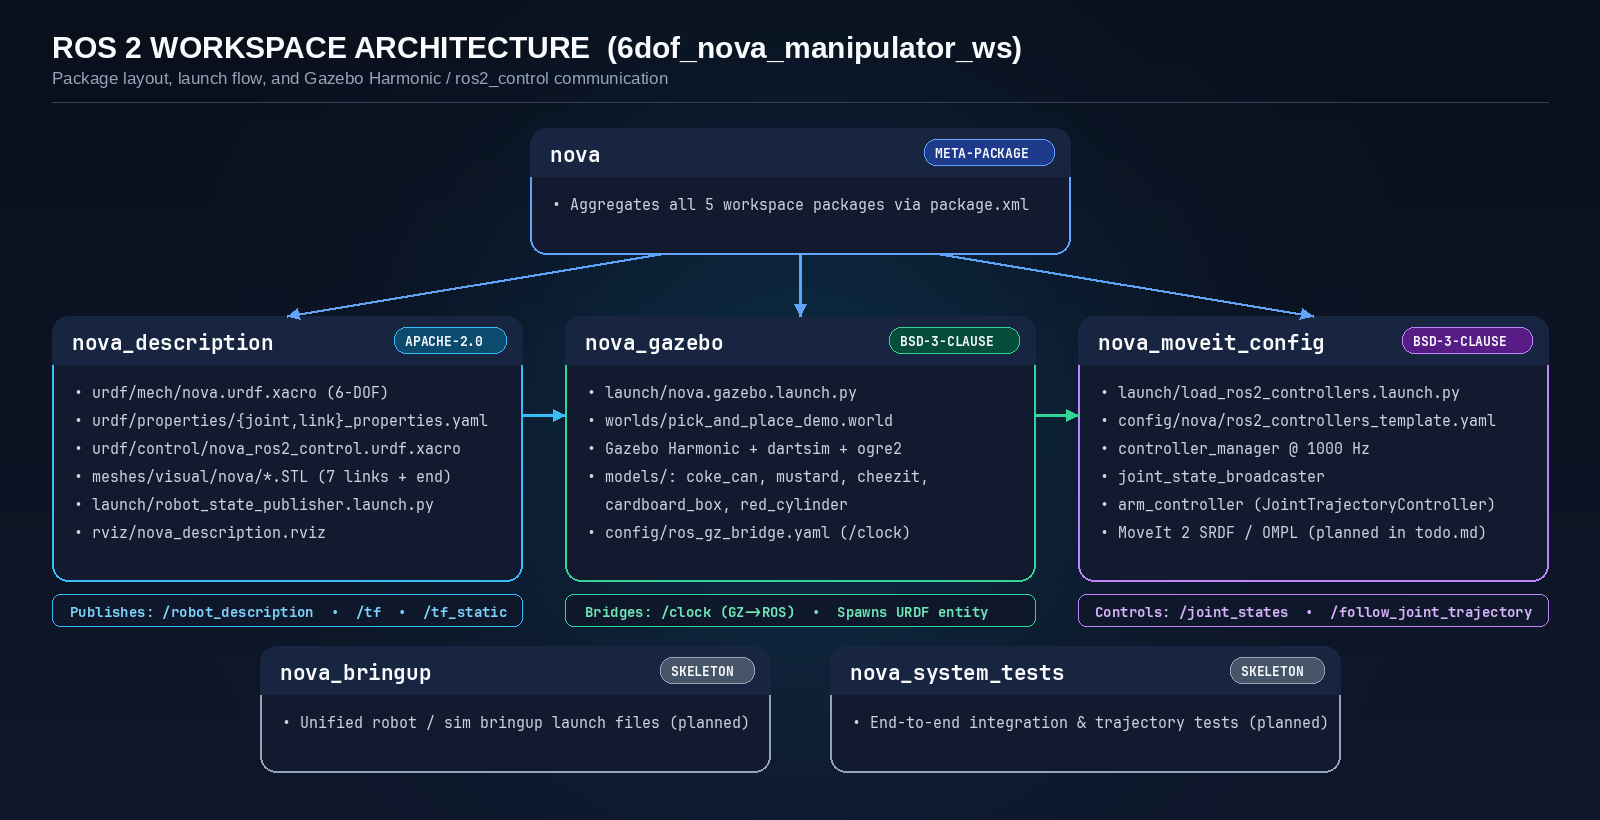 ROS 2 WORKSPACE ARCHITECTURE (6dof_nova_manipulator_ws)
Package layout, launch flow, and Gazebo Harmonic / ros2_control communication
nova
META-PACKAGE
• Aggregates all 5 workspace packages via package.xml
nova_description
APACHE-2.0
• urdf/mech/nova.urdf.xacro (6-DOF)
• urdf/properties/{joint,link}_properties.yaml
• urdf/control/nova_ros2_control.urdf.xacro
• meshes/visual/nova/*.STL (7 links + end)
• launch/robot_state_publisher.launch.py
• rviz/nova_description.rviz
Publishes: /robot_description • /tf • /tf_static
nova_gazebo
BSD-3-CLAUSE
• launch/nova.gazebo.launch.py
• worlds/pick_and_place_demo.world
• Gazebo Harmonic + dartsim + ogre2
• models/: coke_can, mustard, cheezit,
cardboard_box, red_cylinder
• config/ros_gz_bridge.yaml (/clock)
Bridges: /clock (GZ→ROS) • Spawns URDF entity
nova_moveit_config
BSD-3-CLAUSE
• launch/load_ros2_controllers.launch.py
• config/nova/ros2_controllers_template.yaml
• controller_manager @ 1000 Hz
• joint_state_broadcaster
• arm_controller (JointTrajectoryController)
• MoveIt 2 SRDF / OMPL (planned in todo.md)
Controls: /joint_states • /follow_joint_trajectory
nova_bringup
SKELETON
• Unified robot / sim bringup launch files (planned)
nova_system_tests
SKELETON
• End-to-end integration & trajectory tests (planned)